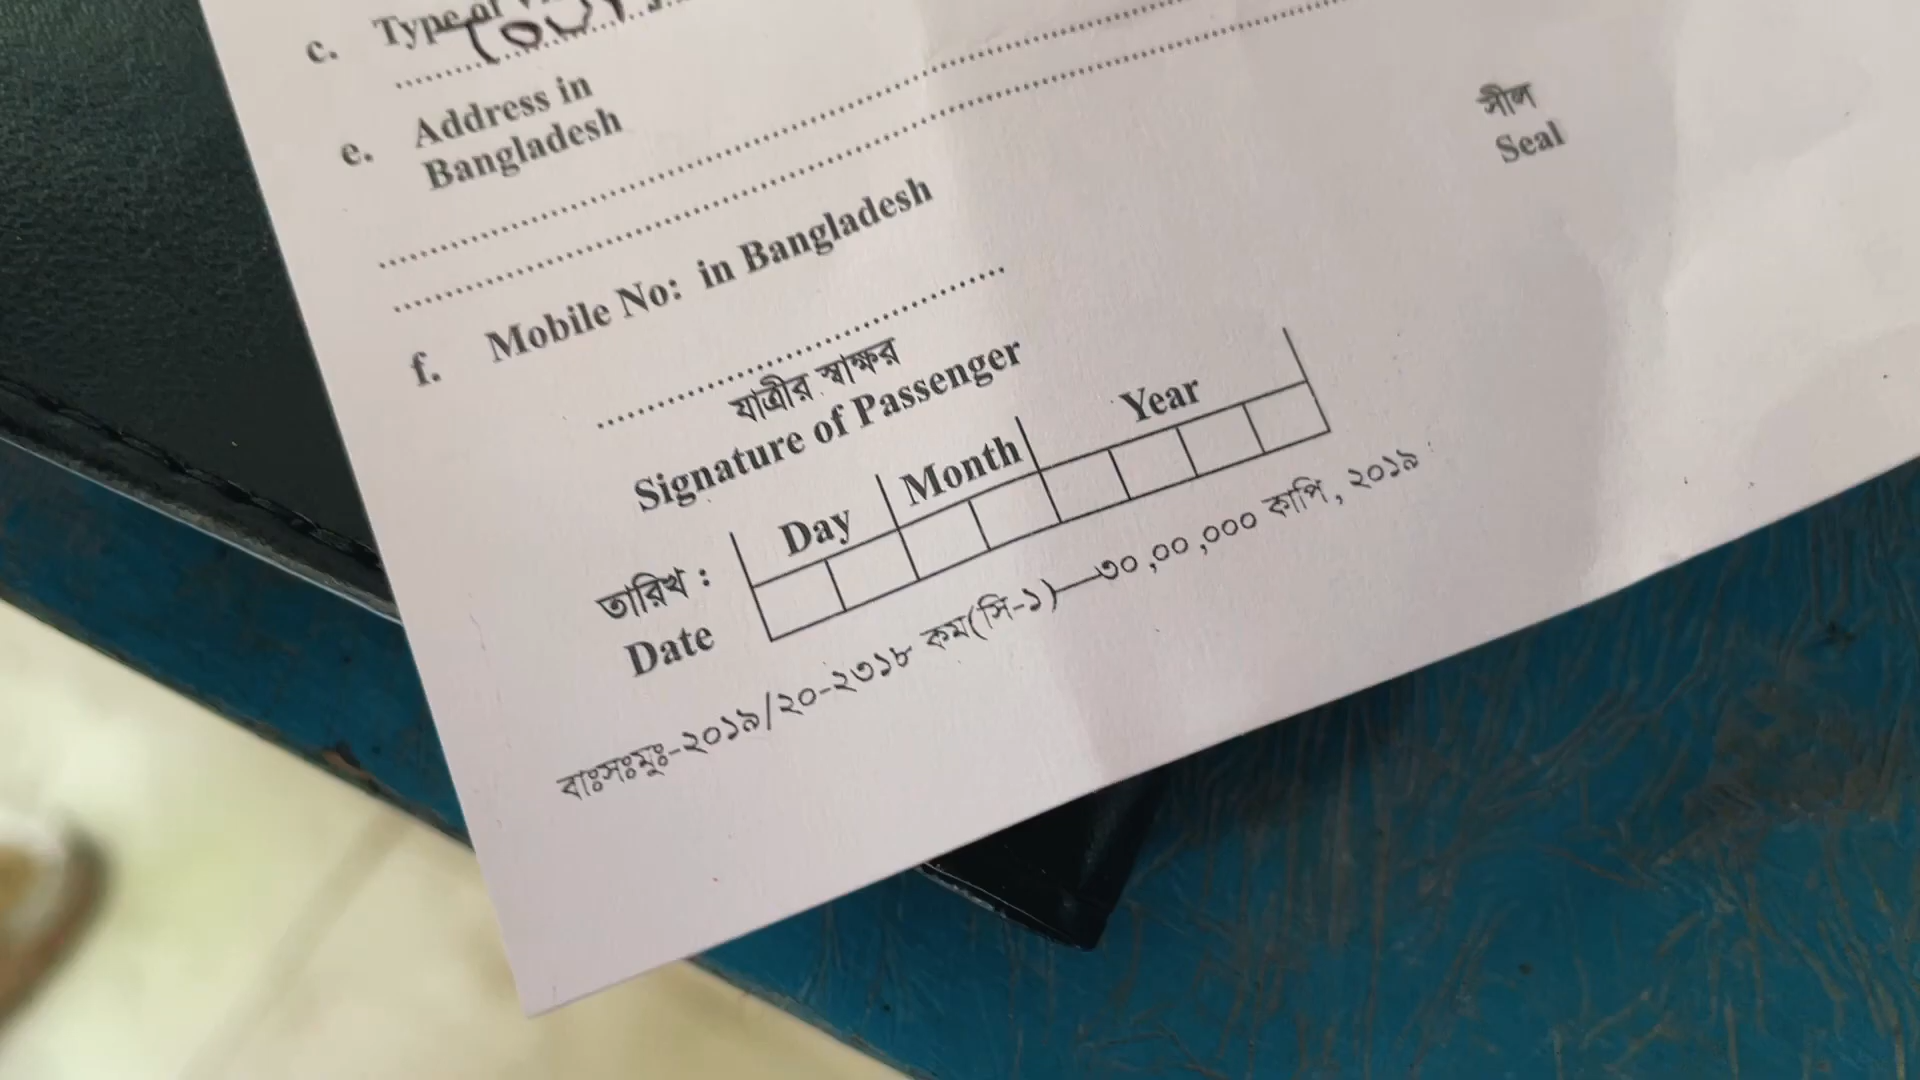 c. Type of
e. Address in
Bangladesh
সীল
Seal
f. Mobile No: in Bangladesh
যাত্রীর স্বাক্ষর
Signature of Passenger
Day Month Year
তারিখ :
Date
বাঃসঃমুঃ-২০১৯/২০-২৩১৮ কম(সি-১)—৩০,০০,০০০ কাপি, ২০১৯